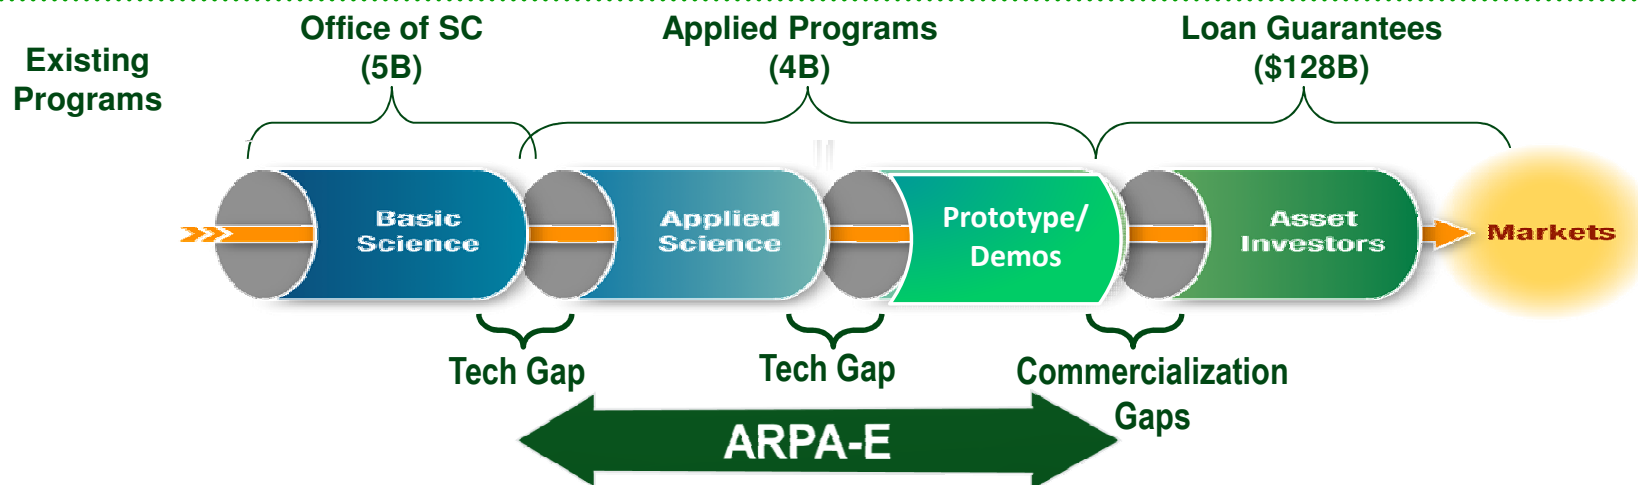 Existing
Programs
Office of SC
(5B)
Applied Programs
(4B)
Loan Guarantees
($128B)
Basic
Science
Applied
Science
Prototype/
Demos
Asset
Investors
Markets
Tech Gap
Tech Gap
Commercialization
Gaps
ARPA-E